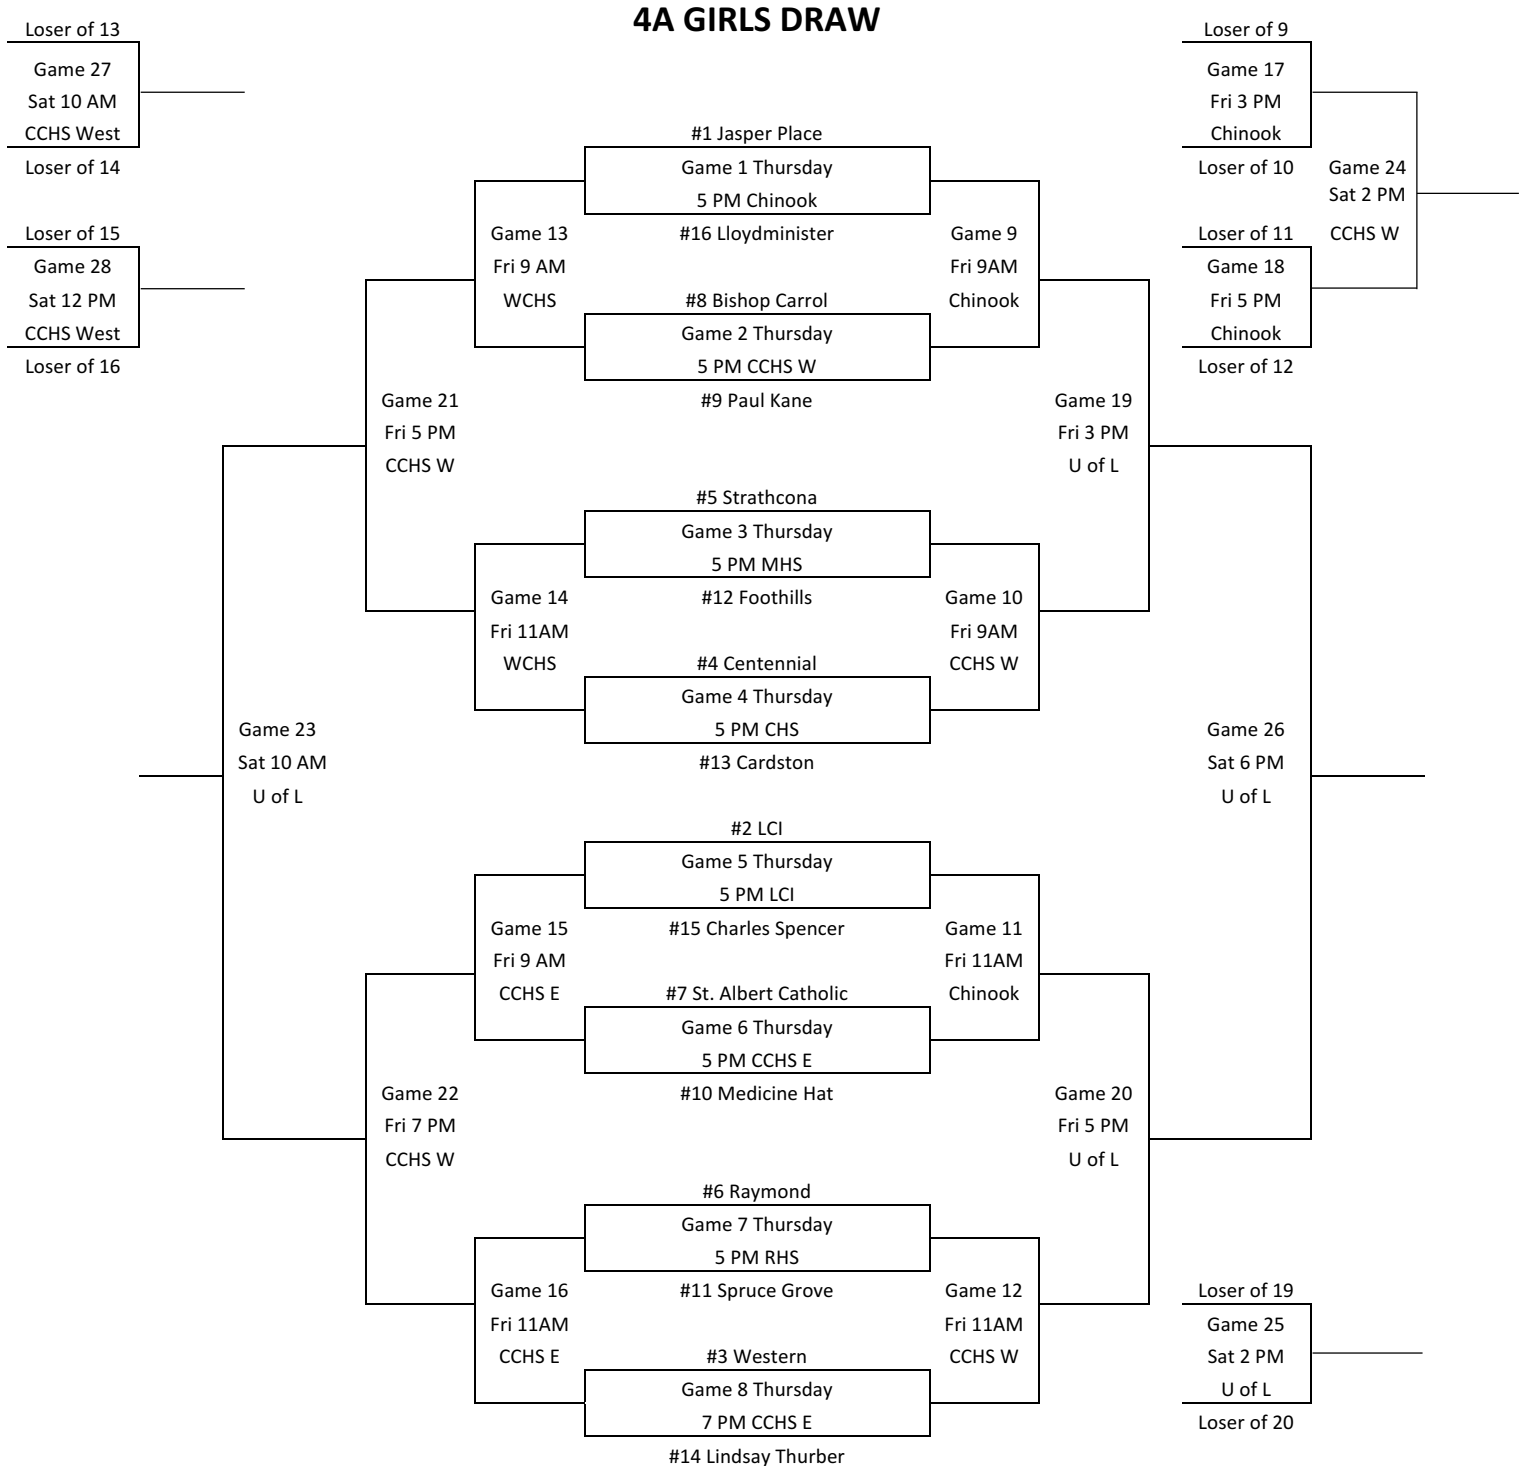 4A GIRLS DRAW
Loser of 13
Game 27
Sat 10 AM
CCHS West
Loser of 14
Loser of 15
Game 28
Sat 12 PM
CCHS West
Loser of 16
Loser of 9
Game 17
Fri 3 PM
Chinook
Loser of 10
Game 24
Sat 2 PM
CCHS W
Loser of 11
Game 18
Fri 5 PM
Chinook
Loser of 12
#1 Jasper Place
Game 1 Thursday
5 PM Chinook
#16 Lloydminister
Game 13
Fri 9 AM
WCHS
Game 9
Fri 9AM
Chinook
#8 Bishop Carrol
Game 2 Thursday
5 PM CCHS W
#9 Paul Kane
Game 21
Fri 5 PM
CCHS W
Game 19
Fri 3 PM
U of L
#5 Strathcona
Game 3 Thursday
5 PM MHS
#12 Foothills
Game 14
Fri 11AM
WCHS
Game 10
Fri 9AM
CCHS W
#4 Centennial
Game 4 Thursday
5 PM CHS
#13 Cardston
Game 23
Sat 10 AM
U of L
Game 26
Sat 6 PM
U of L
#2 LCI
Game 5 Thursday
5 PM LCI
#15 Charles Spencer
Game 15
Fri 9 AM
CCHS E
Game 11
Fri 11AM
Chinook
#7 St. Albert Catholic
Game 6 Thursday
5 PM CCHS E
#10 Medicine Hat
Game 22
Fri 7 PM
CCHS W
Game 20
Fri 5 PM
U of L
#6 Raymond
Game 7 Thursday
5 PM RHS
#11 Spruce Grove
Game 16
Fri 11AM
CCHS E
Game 12
Fri 11AM
CCHS W
#3 Western
Game 8 Thursday
7 PM CCHS E
#14 Lindsay Thurber
Loser of 19
Game 25
Sat 2 PM
U of L
Loser of 20